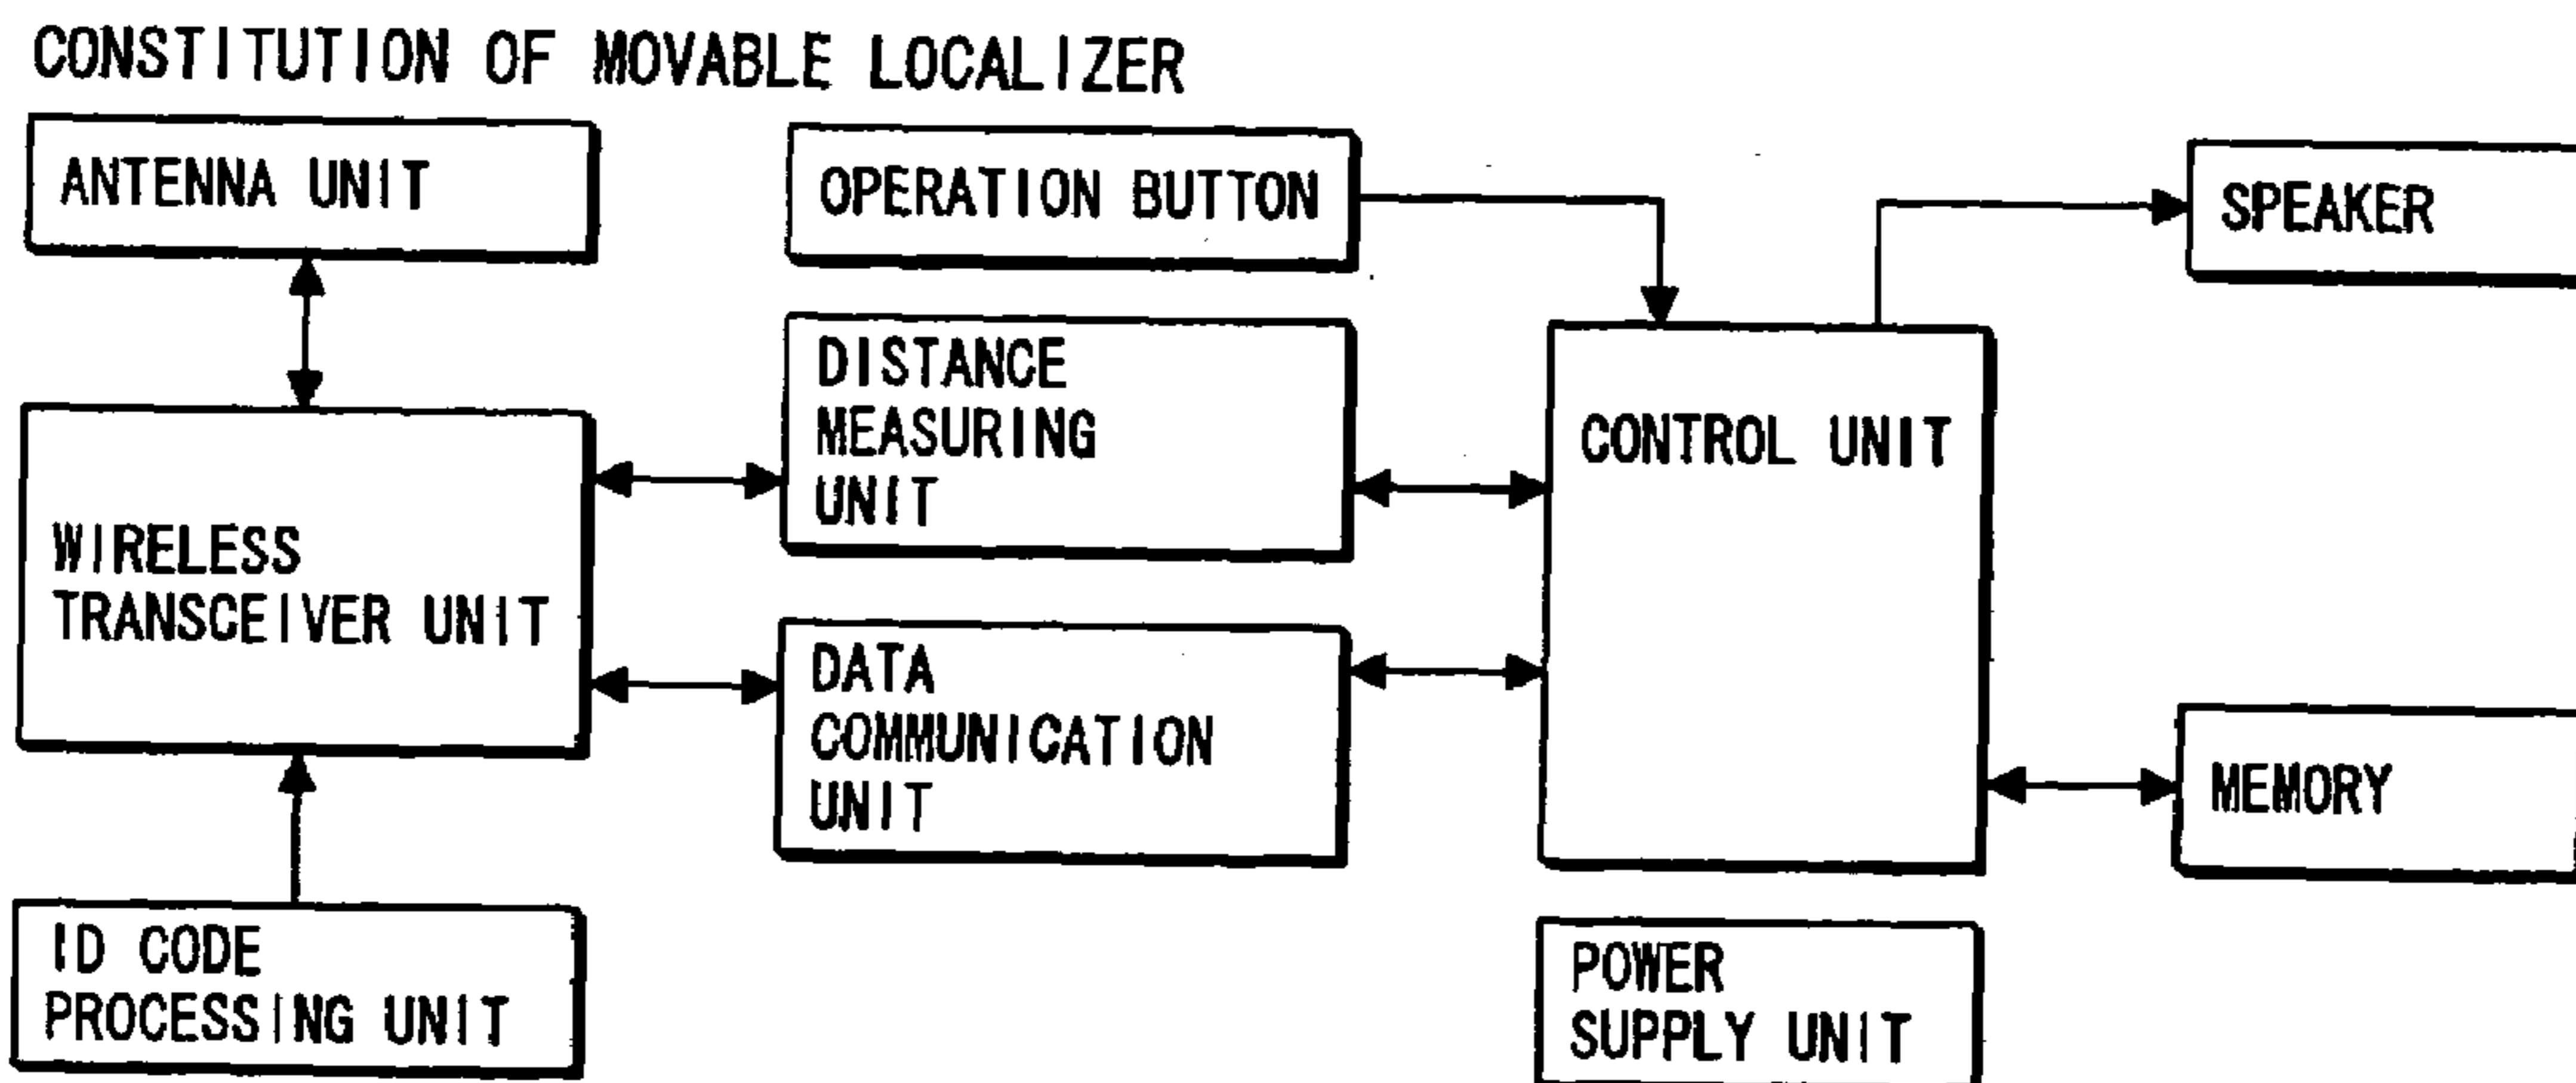 CONSTITUTION OF MOVABLE LOCALIZER
ANTENNA UNIT
OPERATION BUTTON
SPEAKER
DISTANCE
MEASURING
UNIT
CONTROL UNIT
WIRELESS
TRANSCEIVER UNIT
DATA
COMMUNICATION
UNIT
MEMORY
ID CODE
PROCESSING UNIT
POWER
SUPPLY UNIT